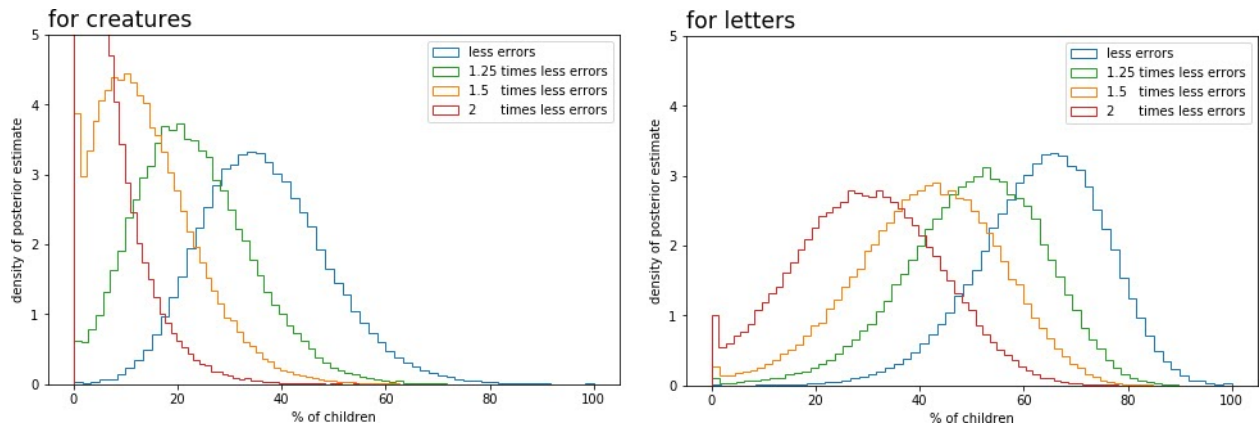 for creatures
5
4
3
2
1
0
density of posterior estimate
less errors
1.25 times less errors
1.5 times less errors
2 times less errors
0 20 40 60 80 100
% of children
for letters
5
4
3
2
1
0
density of posterior estimate
less errors
1.25 times less errors
1.5 times less errors
2 times less errors
0 20 40 60 80 100
% of children